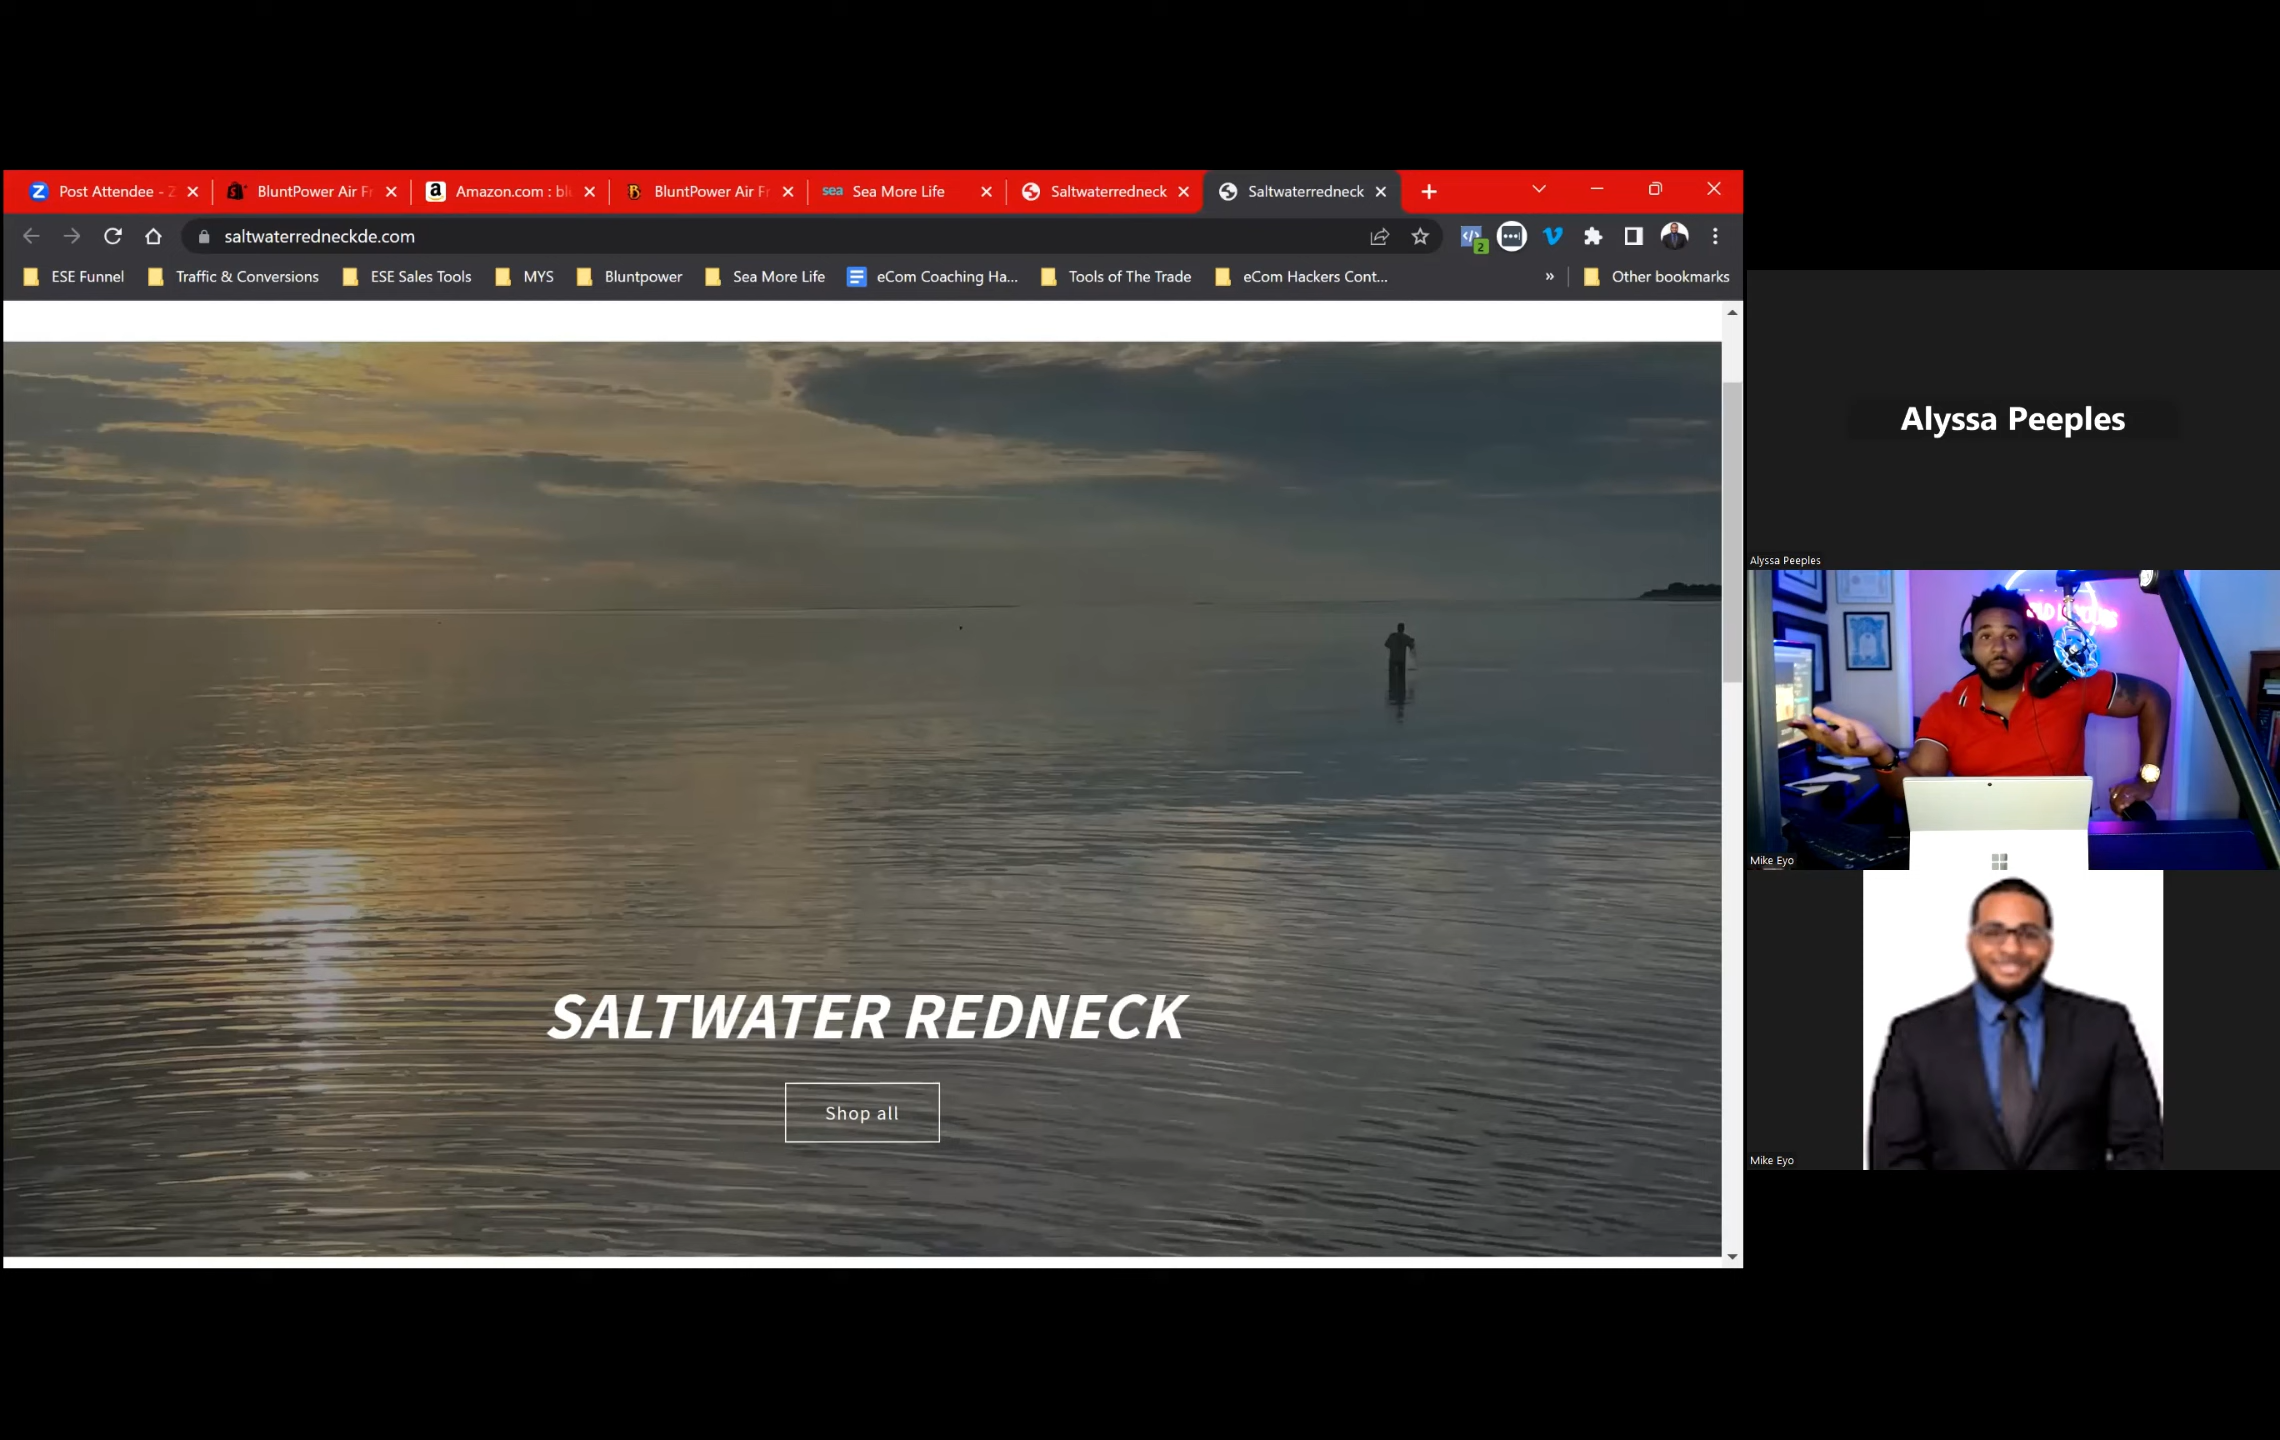 Post Attendee - Z
BluntPower Air Fr
Amazon.com : bl
BluntPower Air Fr
sea Sea More Life
Saltwaterredneck
Saltwaterredneck
saltwaterredneckde.com
2
ESE Funnel
Traffic & Conversions
ESE Sales Tools
MYS
Bluntpower
Sea More Life
eCom Coaching Ha...
Tools of The Trade
eCom Hackers Cont...
»
Other bookmarks
SALTWATER REDNECK
Shop all
Alyssa Peeples
Alyssa Peeples
Mike Eyo
Mike Eyo